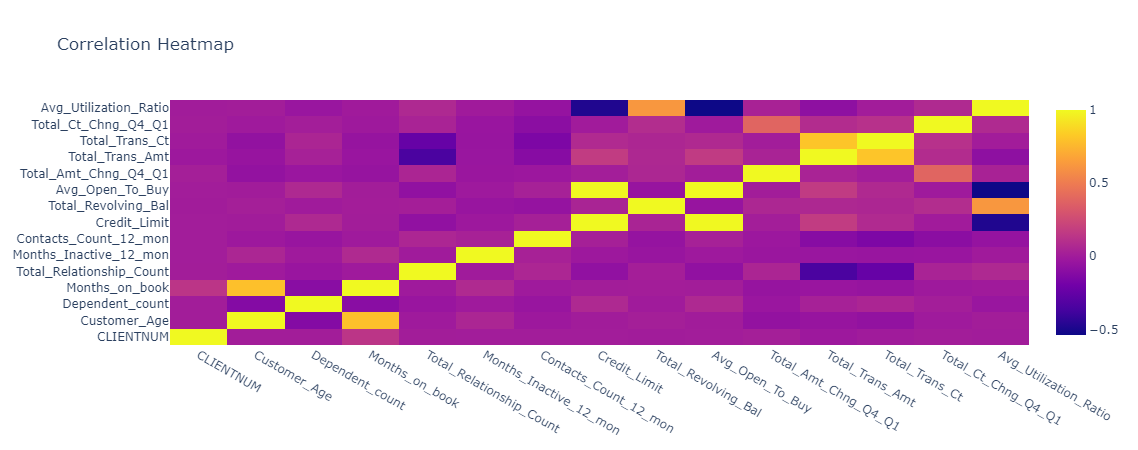 Correlation Heatmap
Avg_Utilization_Ratio
Total_Ct_Chng_Q4_Q1
Total_Trans_Ct
Total_Trans_Amt
Total_Amt_Chng_Q4_Q1
Avg_Open_To_Buy
Total_Revolving_Bal
Credit_Limit
Contacts_Count_12_mon
Months_Inactive_12_mon
Total_Relationship_Count
Months_on_book
Dependent_count
Customer_Age
CLIENTNUM
CLIENTNUM
Customer_Age
Dependent_count
Months_on_book
Total_Relationship_Count
Months_Inactive_12_mon
Contacts_Count_12_mon
Credit_Limit
Total_Revolving_Bal
Avg_Open_To_Buy
Total_Amt_Chng_Q4_Q1
Total_Trans_Amt
Total_Trans_Ct
Total_Ct_Chng_Q4_Q1
Avg_Utilization_Ratio
1
0.5
0
−0.5